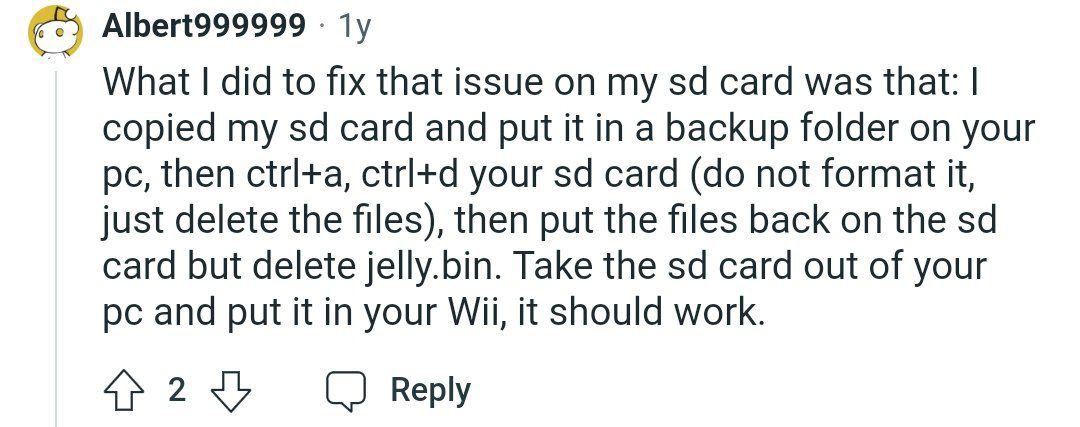 Albert999999 · 1y
What I did to fix that issue on my sd card was that: I
copied my sd card and put it in a backup folder on your
pc, then ctrl+a, ctrl+d your sd card (do not format it,
just delete the files), then put the files back on the sd
card but delete jelly.bin. Take the sd card out of your
pc and put it in your Wii, it should work.
2 Reply